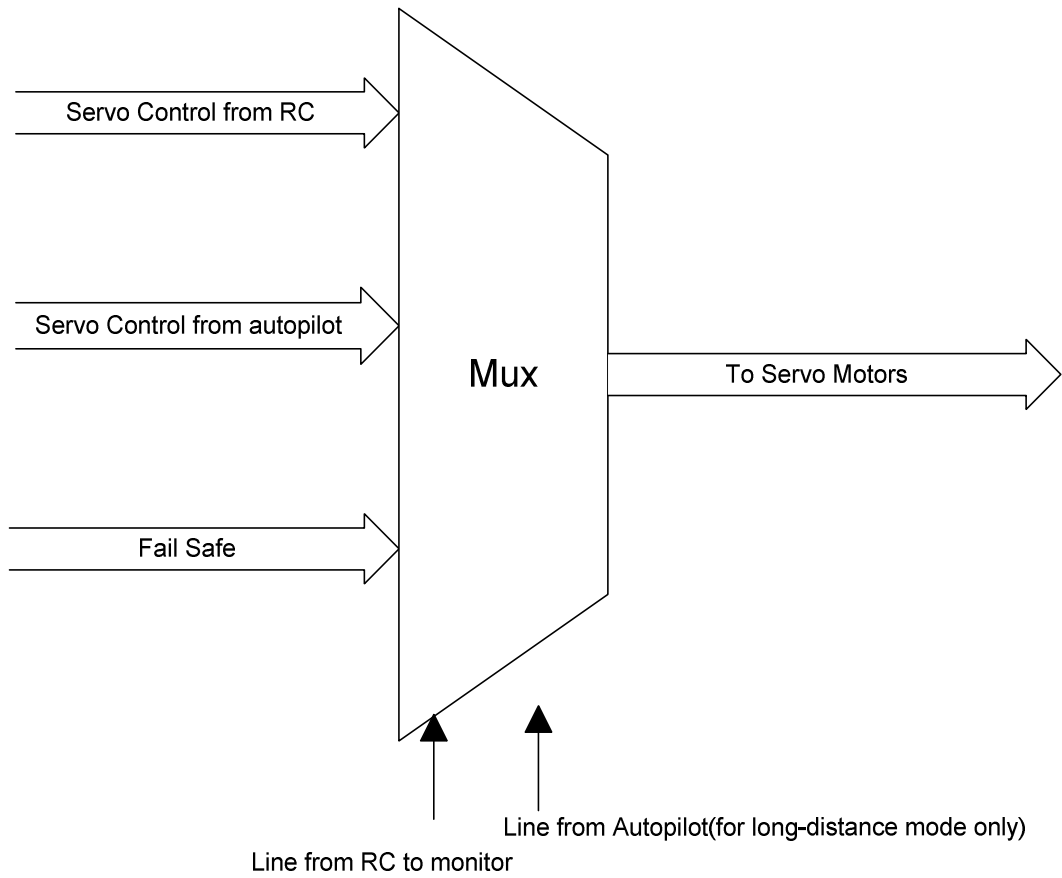 Servo Control from RC
Servo Control from autopilot
Mux
To Servo Motors
Fail Safe
Line from Autopilot(for long-distance mode only)
Line from RC to monitor